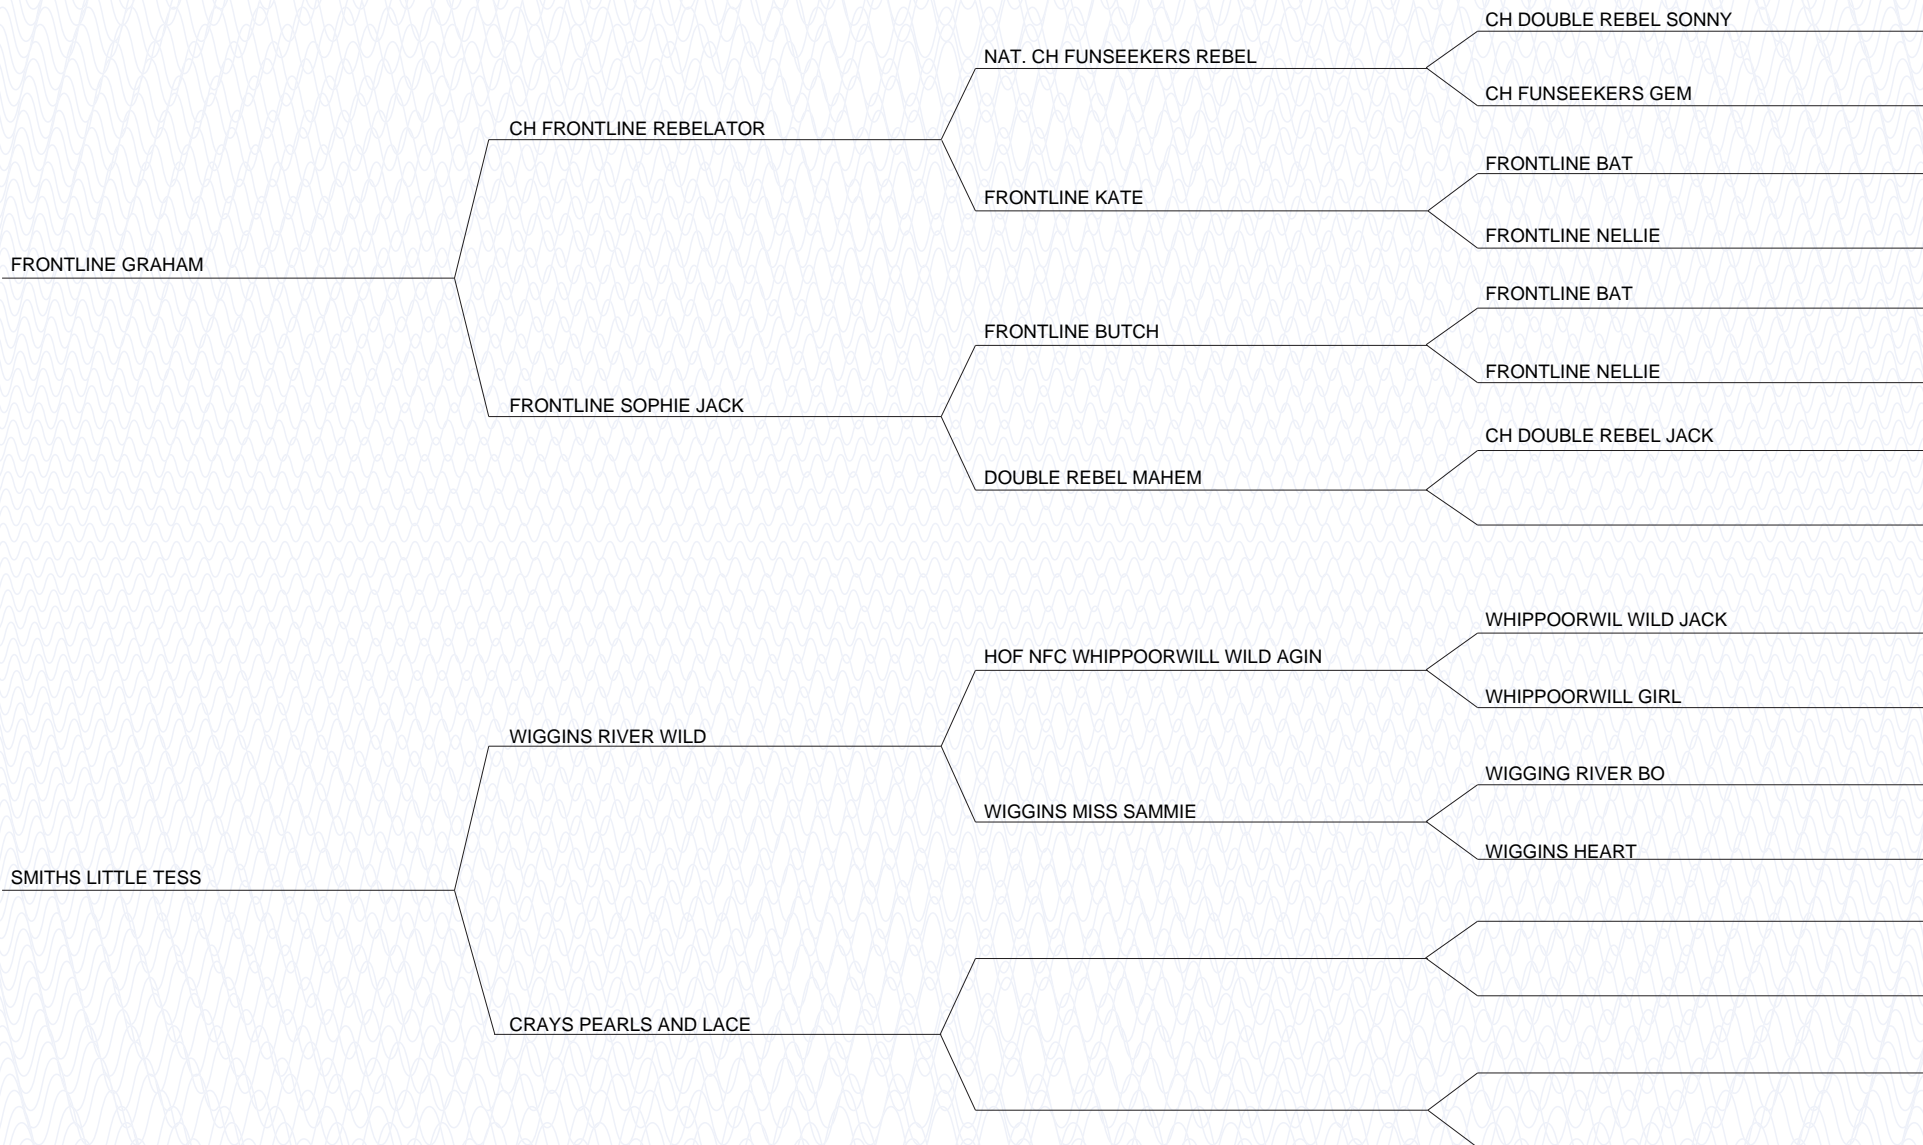 CH DOUBLE REBEL SONNY
NAT. CH FUNSEEKERS REBEL
CH FUNSEEKERS GEM
CH FRONTLINE REBELATOR
FRONTLINE BAT
FRONTLINE KATE
FRONTLINE NELLIE
FRONTLINE GRAHAM
FRONTLINE BAT
FRONTLINE BUTCH
FRONTLINE NELLIE
FRONTLINE SOPHIE JACK
CH DOUBLE REBEL JACK
DOUBLE REBEL MAHEM
WHIPPOORWIL WILD JACK
HOF NFC WHIPPOORWILL WILD AGIN
WHIPPOORWILL GIRL
WIGGINS RIVER WILD
WIGGING RIVER BO
WIGGINS MISS SAMMIE
WIGGINS HEART
SMITHS LITTLE TESS
CRAYS PEARLS AND LACE